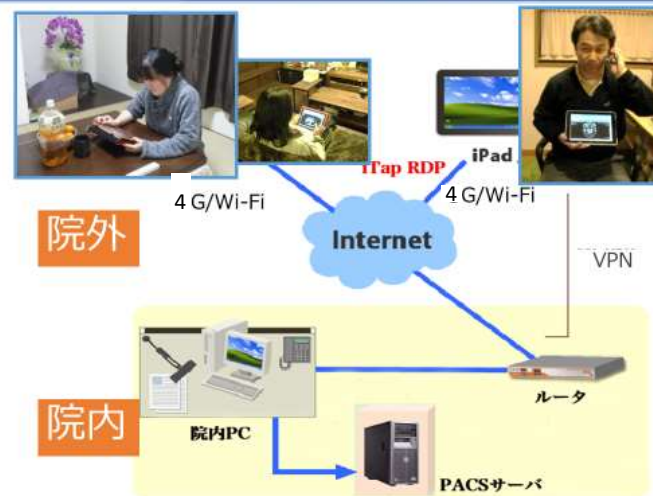 iTap RDP
iPad
4 G/Wi-Fi
4 G/Wi-Fi
院外
Internet
VPN
ルータ
院内
院内PC
PACSサーバ